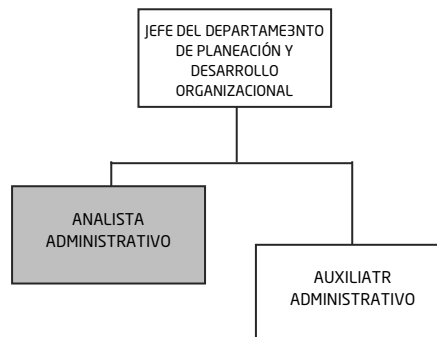 JEFE DEL DEPARTAME3NTO
DE PLANEACIÓN Y
DESARROLLO
ORGANIZACIONAL
ANALISTA
ADMINISTRATIVO
AUXILIATR
ADMINISTRATIVO